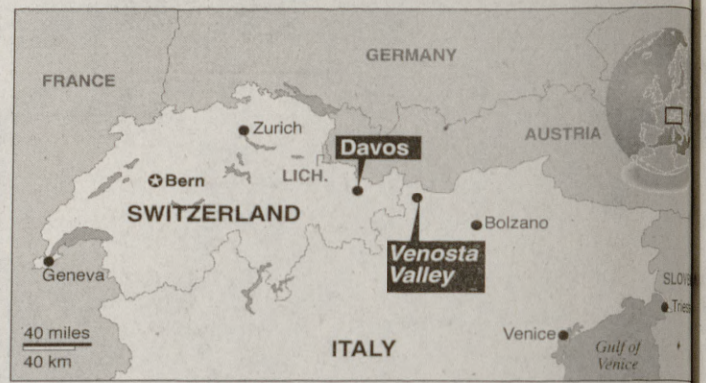 GERMANY
FRANCE
Zurich
AUSTRIA
Davos
Bern
LICH.
SWITZERLAND
Bolzano
Venosta
Valley
Geneva
40 miles
40 km
ITALY
Venice
Gulf of
Venice